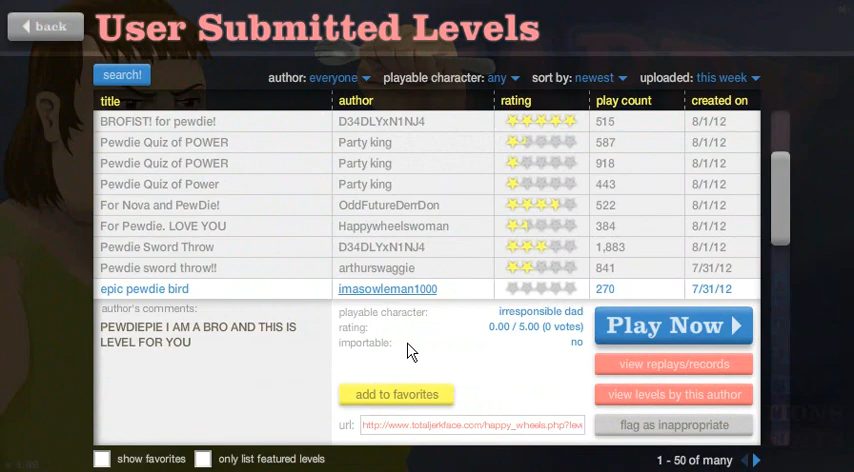 back
User Submitted Levels
search!
author: everyone playable character: any sort by: newest uploaded: this week
title author rating play count created on
BROFIST! for pewdie! D34DLYxN1NJ4 515 8/1/12
Pewdie Quiz of POWER Party king 587 8/1/12
Pewdie Quiz of POWER Party king 918 8/1/12
Pewdie Quiz of Power Party king 443 8/1/12
For Nova and PewDie! OddFutureDerrDon 522 8/1/12
For Pewdie. LOVE YOU Happywheelswoman 384 8/1/12
Pewdie Sword Throw D34DLYxN1NJ4 1,883 8/1/12
Pewdie sword throw!! arthurswaggie 841 7/31/12
epic pewdie bird imasowleman1000 270 7/31/12
author's comments:
PEWDIEPIE I AM A BRO AND THIS IS
LEVEL FOR YOU
playable character: irresponsible dad
rating: 0.00 / 5.00 (0 votes)
importable: no
add to favorites
url: http://www.totaljerkface.com/happy_wheels.php?lev
Play Now
view replays/records
view levels by this author
flag as inappropriate
show favorites only list featured levels 1 - 50 of many